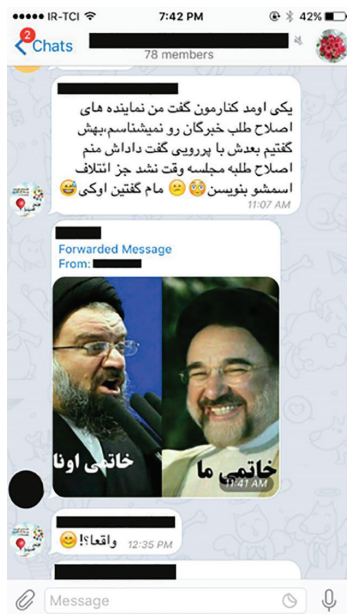 IR-TCI
7:42 PM
42%
2
Chats
78 members
یکی اومد کنارمون گفت من نماینده های
اصلاح طلب خبرگان رو نمیشناسم،بهش
گفتیم بعدش با پررویی گفت داداش منم
اصلاح طلبه مجلسه وقت نشد جز ائتلاف
اسمشو بنویسن🙄😕 مام گفتین اوکی😅
11:07 AM
Forwarded Message
From:
خاتمی اونا
خاتمی ما
11:41 AM
واقعا؟!😊
12:35 PM
Message